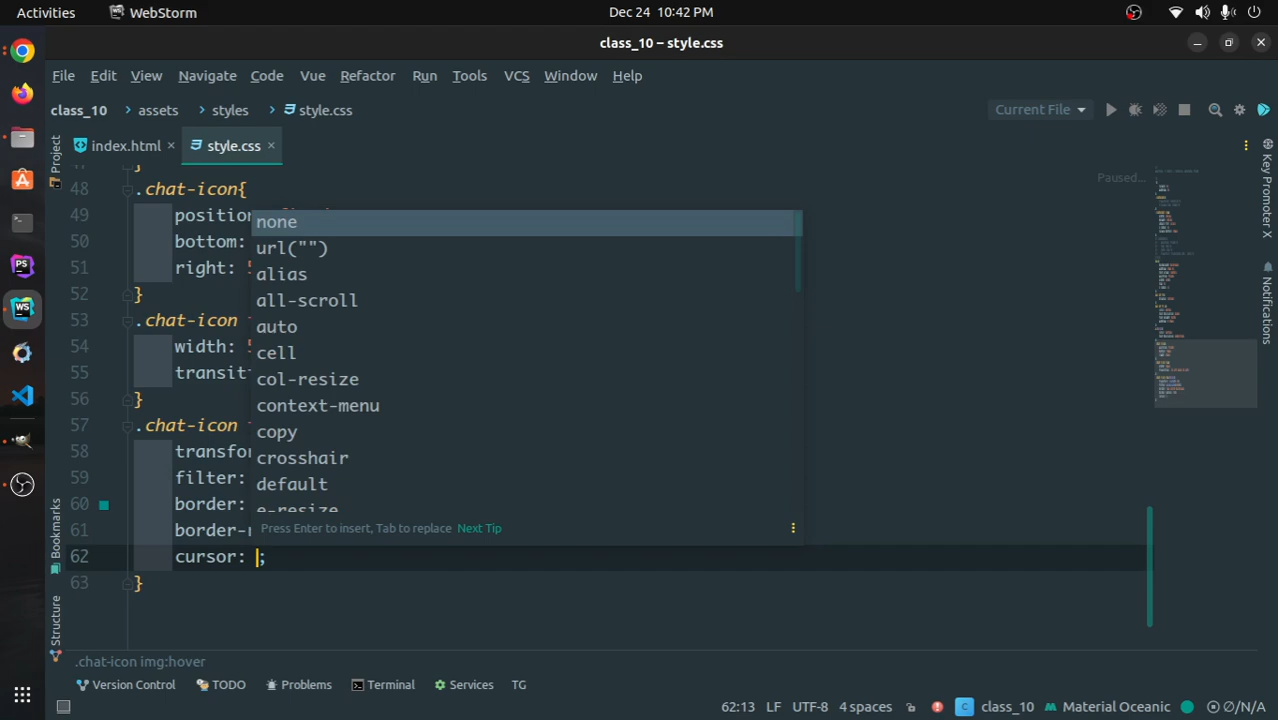 Activities WebStorm Dec 24 10:42 PM
class_10 – style.css
File Edit View Navigate Code Vue Refactor Run Tools VCS Window Help
class_10 assets styles style.css Current File
index.html style.css
Project
Key Promoter X
Notifications
Bookmarks
Structure
Paused...
48 .chat-icon{
49 position
50 bottom:
51 right: 5
52 }
53 .chat-icon
54 width: 5
55 transit
56 }
57 .chat-icon
58 transfor
59 filter:
60 border:
61 border-r
62 cursor: ;
63 }
none
url("")
alias
all-scroll
auto
cell
col-resize
context-menu
copy
crosshair
default
e-resize
Press Enter to insert, Tab to replace Next Tip
.chat-icon img:hover
Version Control TODO Problems Terminal Services TG
62:13 LF UTF-8 4 spaces class_10 Material Oceanic Ø/N/A